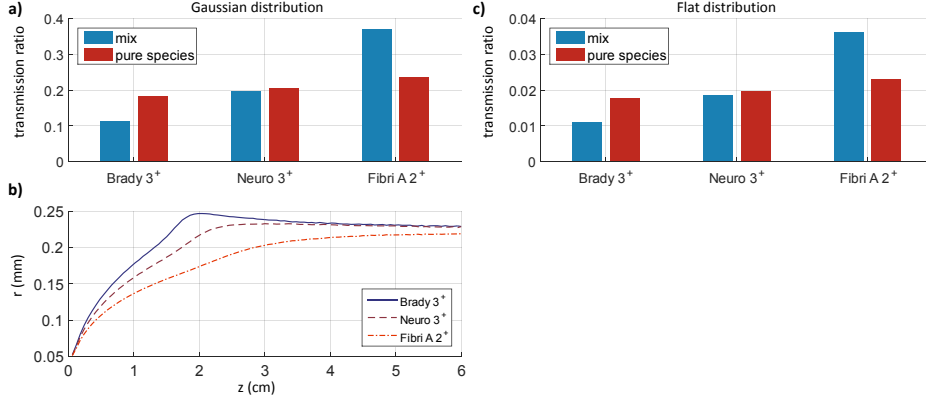 a)
Gaussian distribution
transmission ratio
0.4
0.3
0.2
0.1
0
mix
pure species
Brady 3+
Neuro 3+
Fibri A 2+
c)
Flat distribution
transmission ratio
0.04
0.03
0.02
0.01
0
mix
pure species
Brady 3+
Neuro 3+
Fibri A 2+
b)
r (mm)
0.25
0.2
0.15
0.1
0.05
Brady 3+
Neuro 3+
Fibri A 2+
0 1 2 3 4 5 6
z (cm)